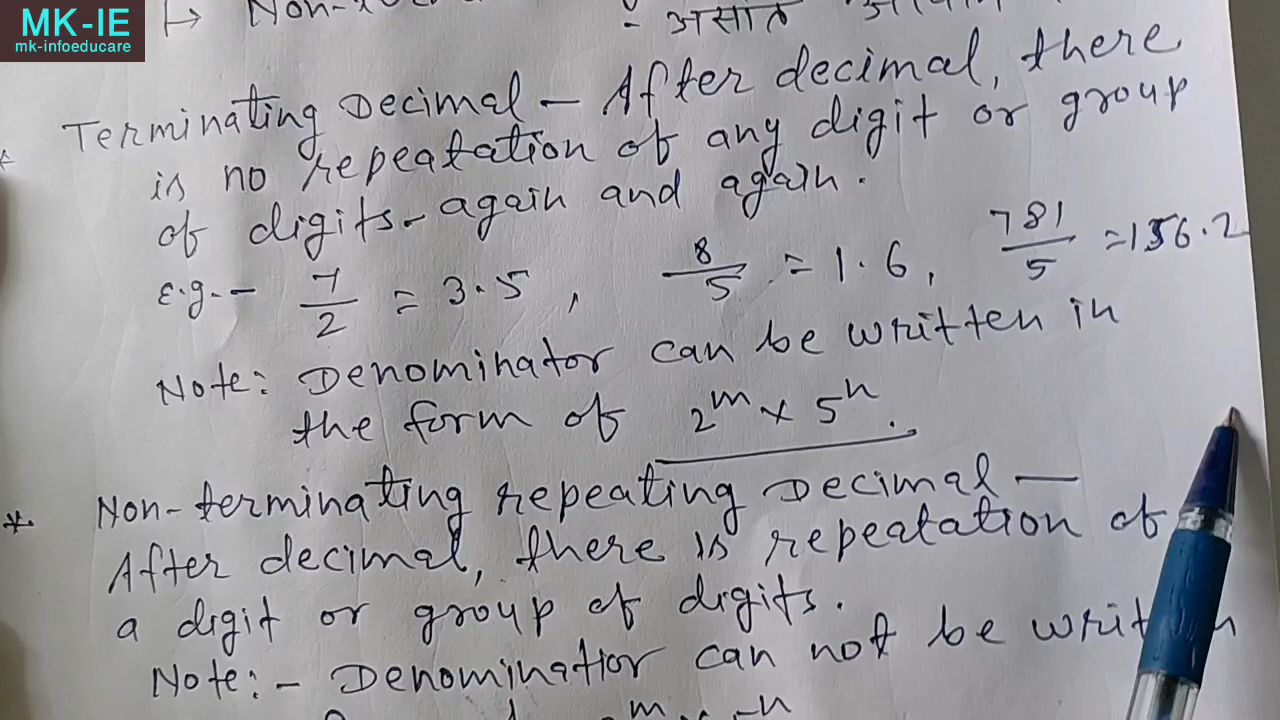 MK-IE
mk-infoeducare
Non-
:- असांत
Terminating Decimal - After decimal, there
is no repeatation of any digit or group
of digits - again and again.
E.g. - 7/2 = 3.5 , 8/5 = 1.6, 781/5 = 156.2
Note: Denominator can be written in
the form of 2^m × 5^n.
* Non-terminating repeating Decimal —
After decimal, there is repeatation of
a digit or group of digits.
Note:- Denominatior can not be